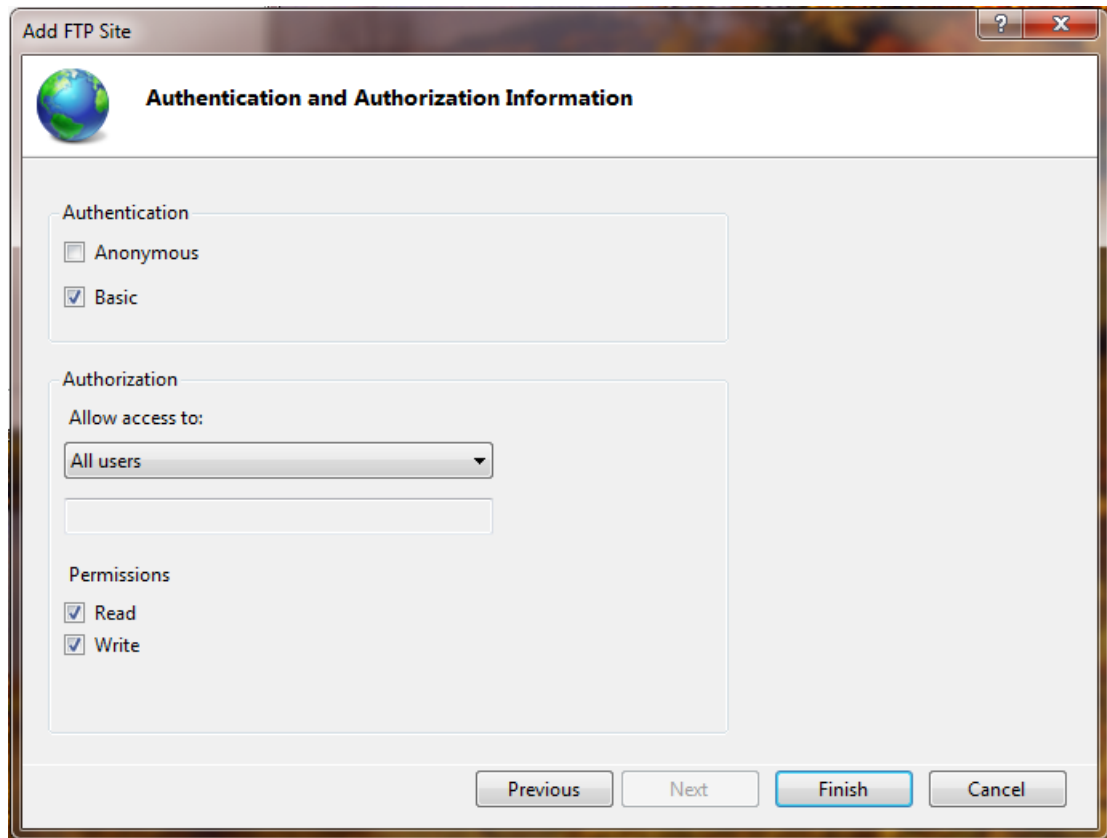 Add FTP Site
?
Authentication and Authorization Information
Authentication
Anonymous
Basic
Authorization
Allow access to:
All users
Permissions
Read
Write
Previous
Next
Finish
Cancel